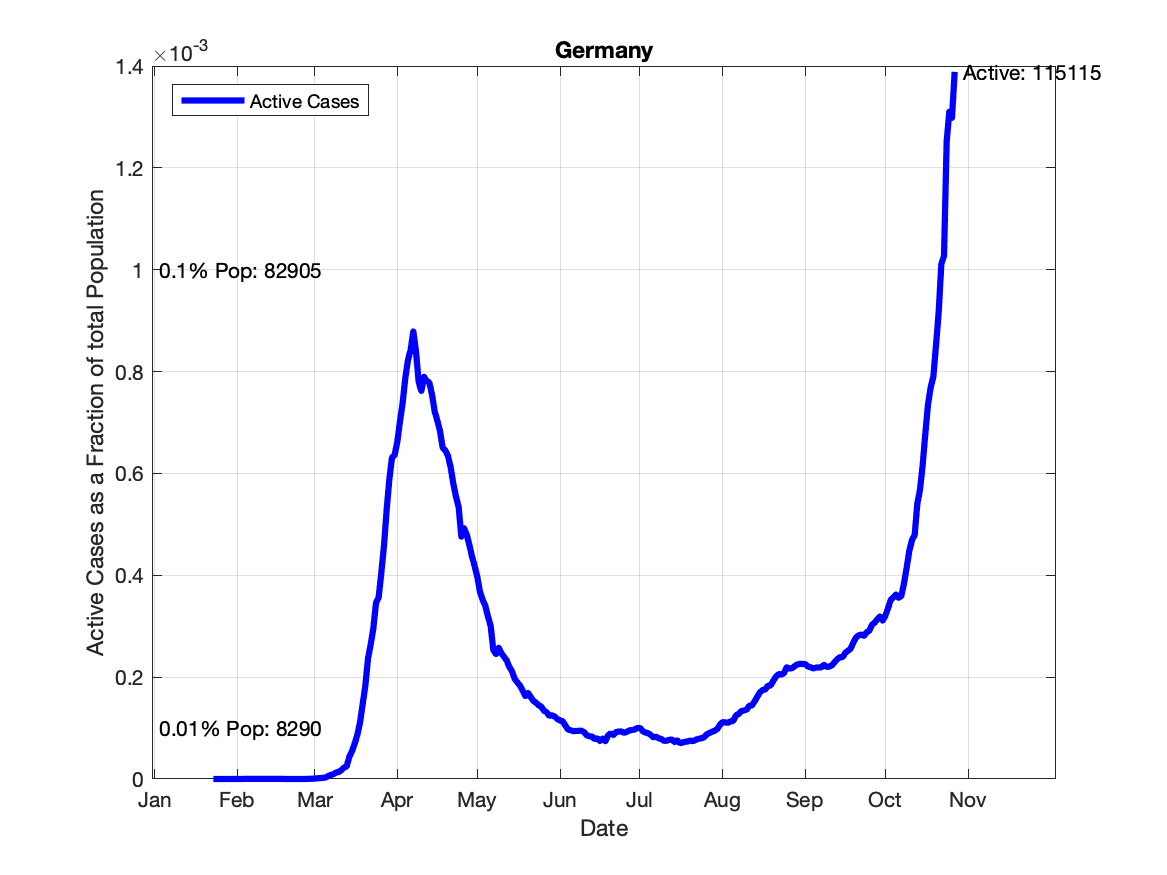 Germany
×10-3
1.4
Active: 115115
Active Cases
1.2
1
0.1% Pop: 82905
0.8
0.6
0.4
0.2
0.01% Pop: 8290
0
Active Cases as a Fraction of total Population
Jan Feb Mar Apr May Jun Jul Aug Sep Oct Nov
Date